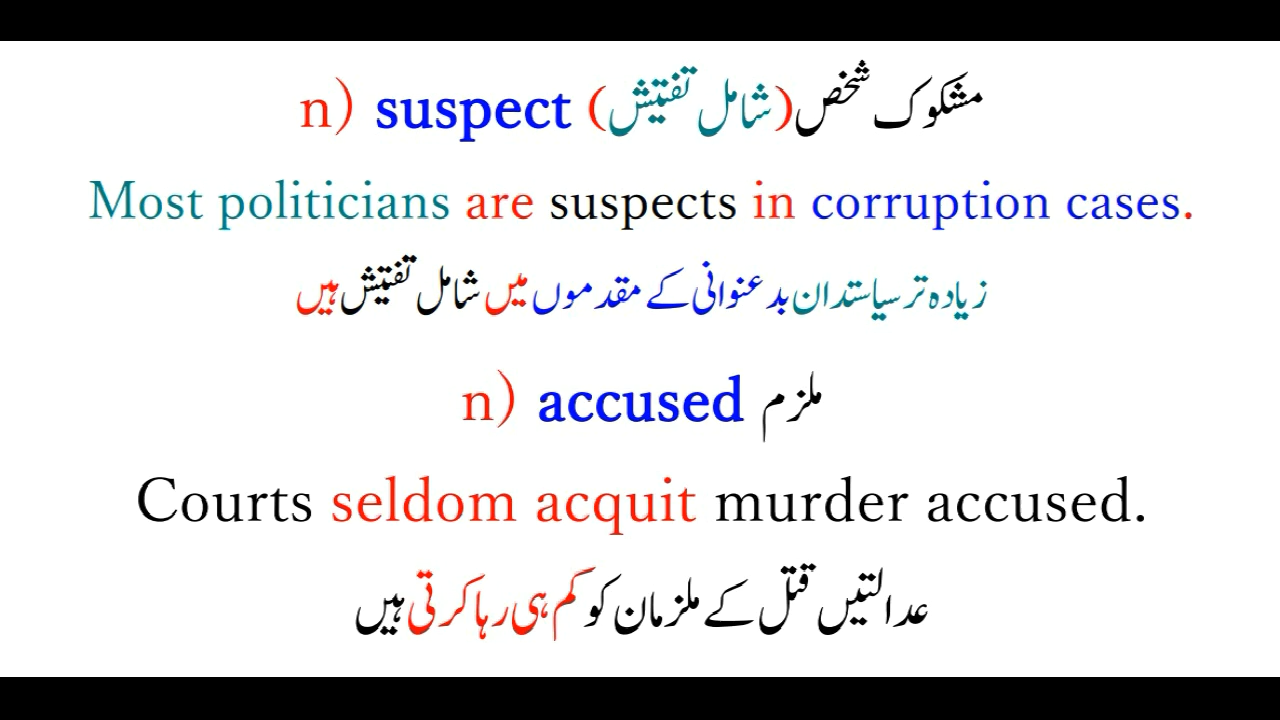 n) suspect (شامل تفتیش) مشکوک شخص
Most politicians are suspects in corruption cases.
زیادہ تر سیاستدان بدعنوانی کے مقدموں میں شامل تفتیش ہیں
n) accused ملزم
Courts seldom acquit murder accused.
عدالتیں قتل کے ملزمان کو کم ہی رہا کرتی ہیں